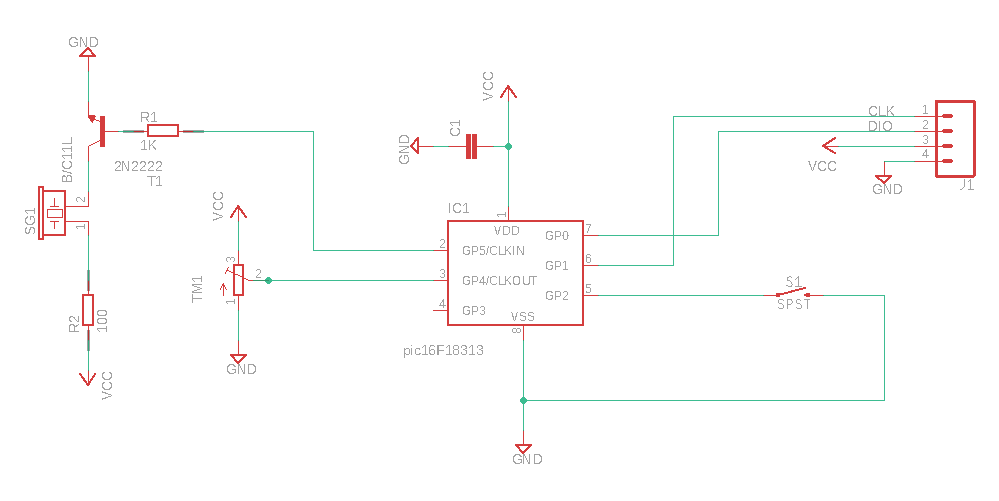 GND
R1
1K
2N2222
T1
B/C11L
SG1
2
1
R2
100
VCC
VCC
TM1
3
2
1
GND
GND
C1
VCC
IC1
1
VDD
2
GP5/CLKIN
3
GP4/CLKOUT
4
GP3
GP0
7
GP1
6
GP2
5
VSS
8
pic16F18313
GND
S1
SPST
CLK
1
DIO
2
VCC
3
GND
4
J1